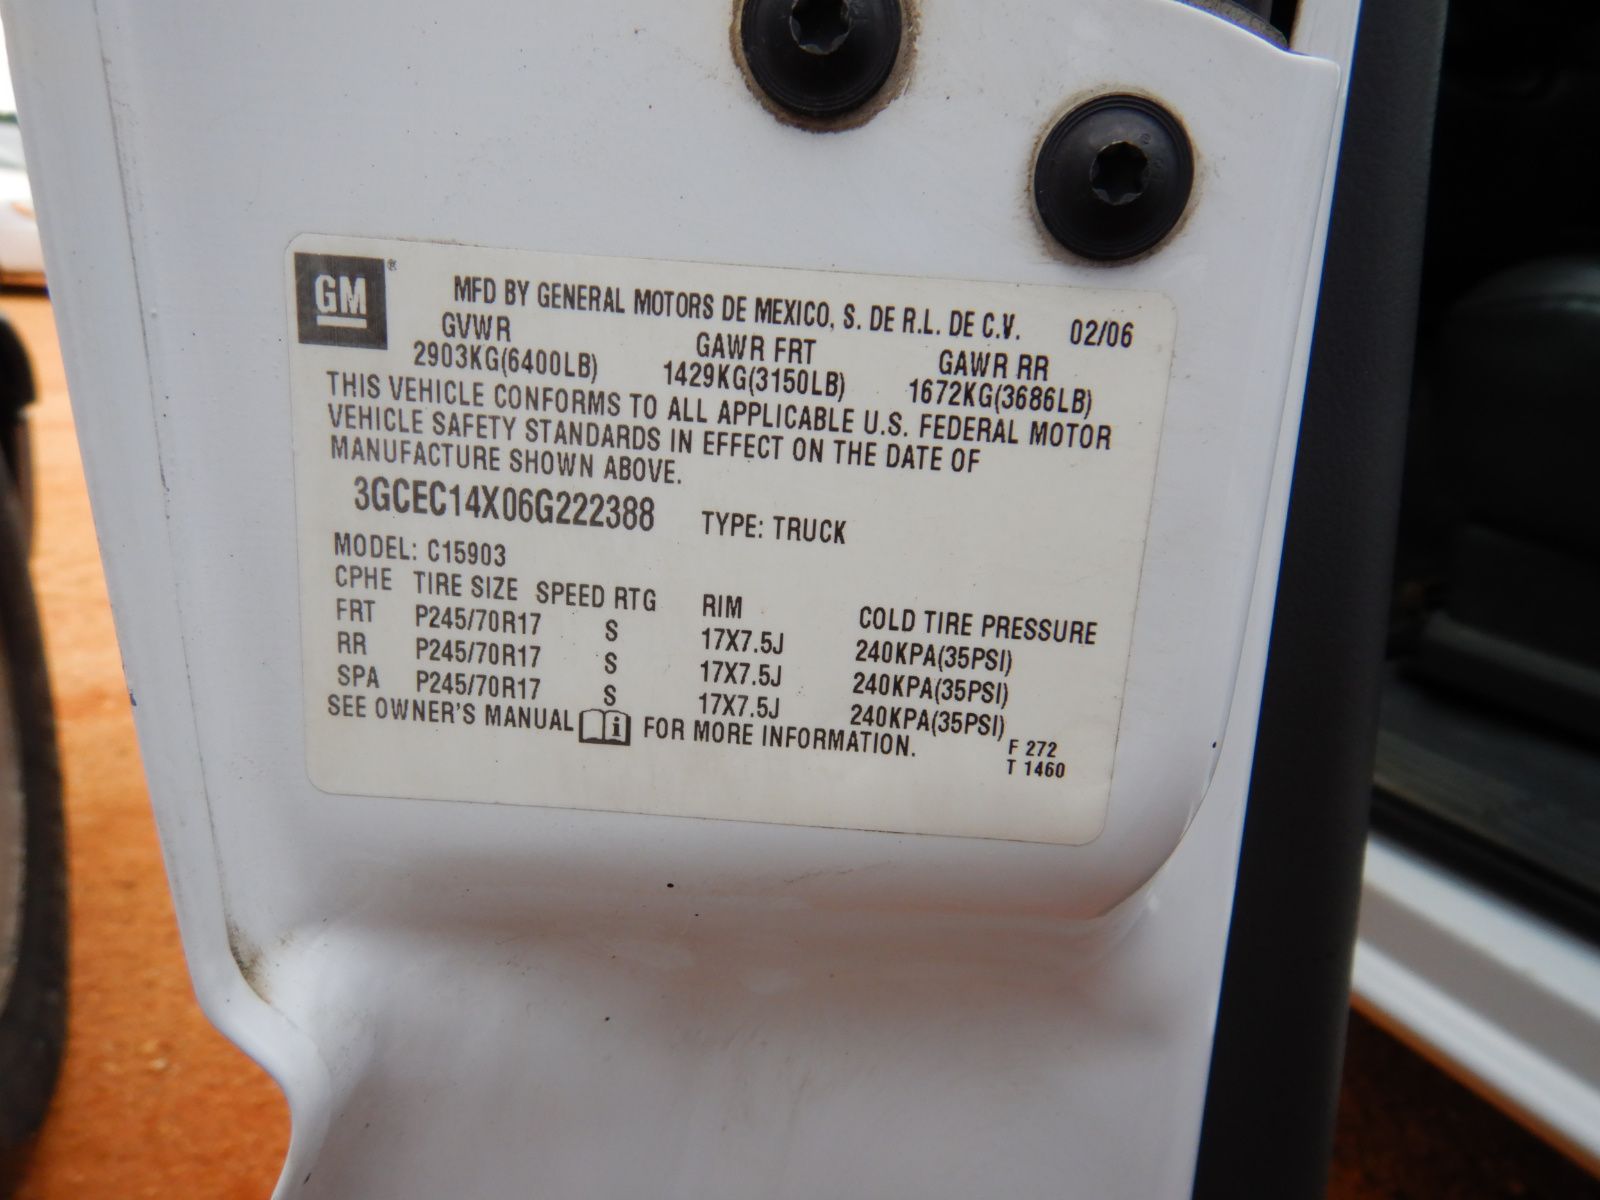 GM®
MFD BY GENERAL MOTORS DE MEXICO, S. DE R.L. DE C.V. 02/06
GVWR GAWR FRT GAWR RR
2903KG(6400LB) 1429KG(3150LB) 1672KG(3686LB)
THIS VEHICLE CONFORMS TO ALL APPLICABLE U.S. FEDERAL MOTOR
VEHICLE SAFETY STANDARDS IN EFFECT ON THE DATE OF
MANUFACTURE SHOWN ABOVE.
3GCEC14X06G222388 TYPE: TRUCK
MODEL: C15903
CPHE TIRE SIZE SPEED RTG RIM COLD TIRE PRESSURE
FRT P245/70R17 S 17X7.5J 240KPA(35PSI)
RR P245/70R17 S 17X7.5J 240KPA(35PSI)
SPA P245/70R17 S 17X7.5J 240KPA(35PSI)
SEE OWNER'S MANUAL i FOR MORE INFORMATION.
F 272
T 1460